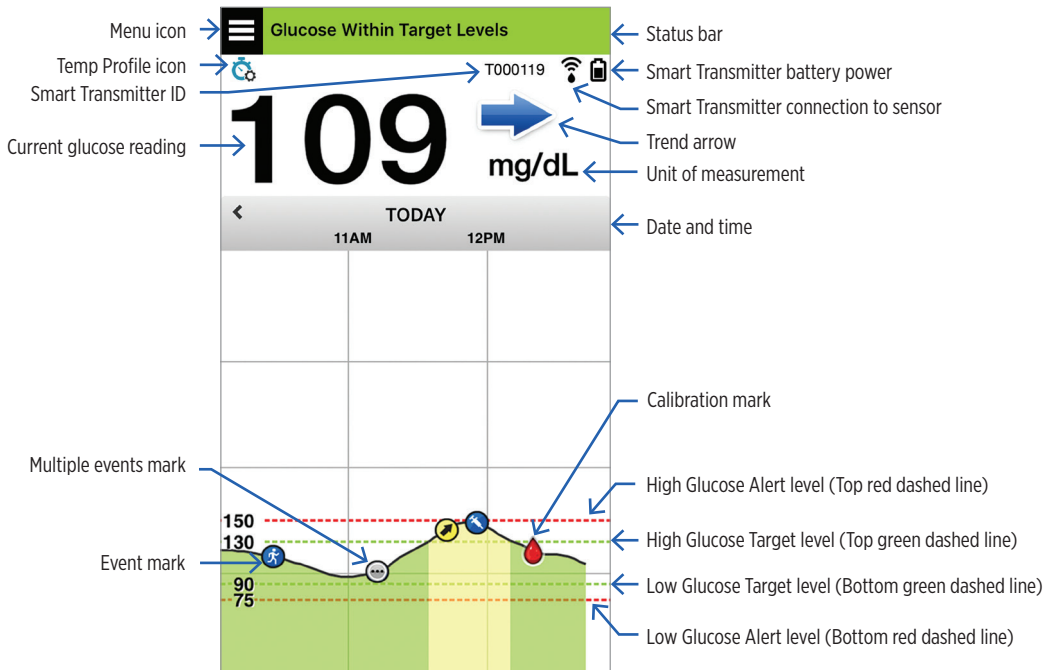 Menu icon
Glucose Within Target Levels
Status bar
Temp Profile icon
T000119
Smart Transmitter battery power
Smart Transmitter ID
Smart Transmitter connection to sensor
109
Trend arrow
Current glucose reading
mg/dL
Unit of measurement
TODAY
Date and time
11AM 12PM
Calibration mark
Multiple events mark
High Glucose Alert level (Top red dashed line)
150
130
High Glucose Target level (Top green dashed line)
Event mark
90
Low Glucose Target level (Bottom green dashed line)
75
Low Glucose Alert level (Bottom red dashed line)